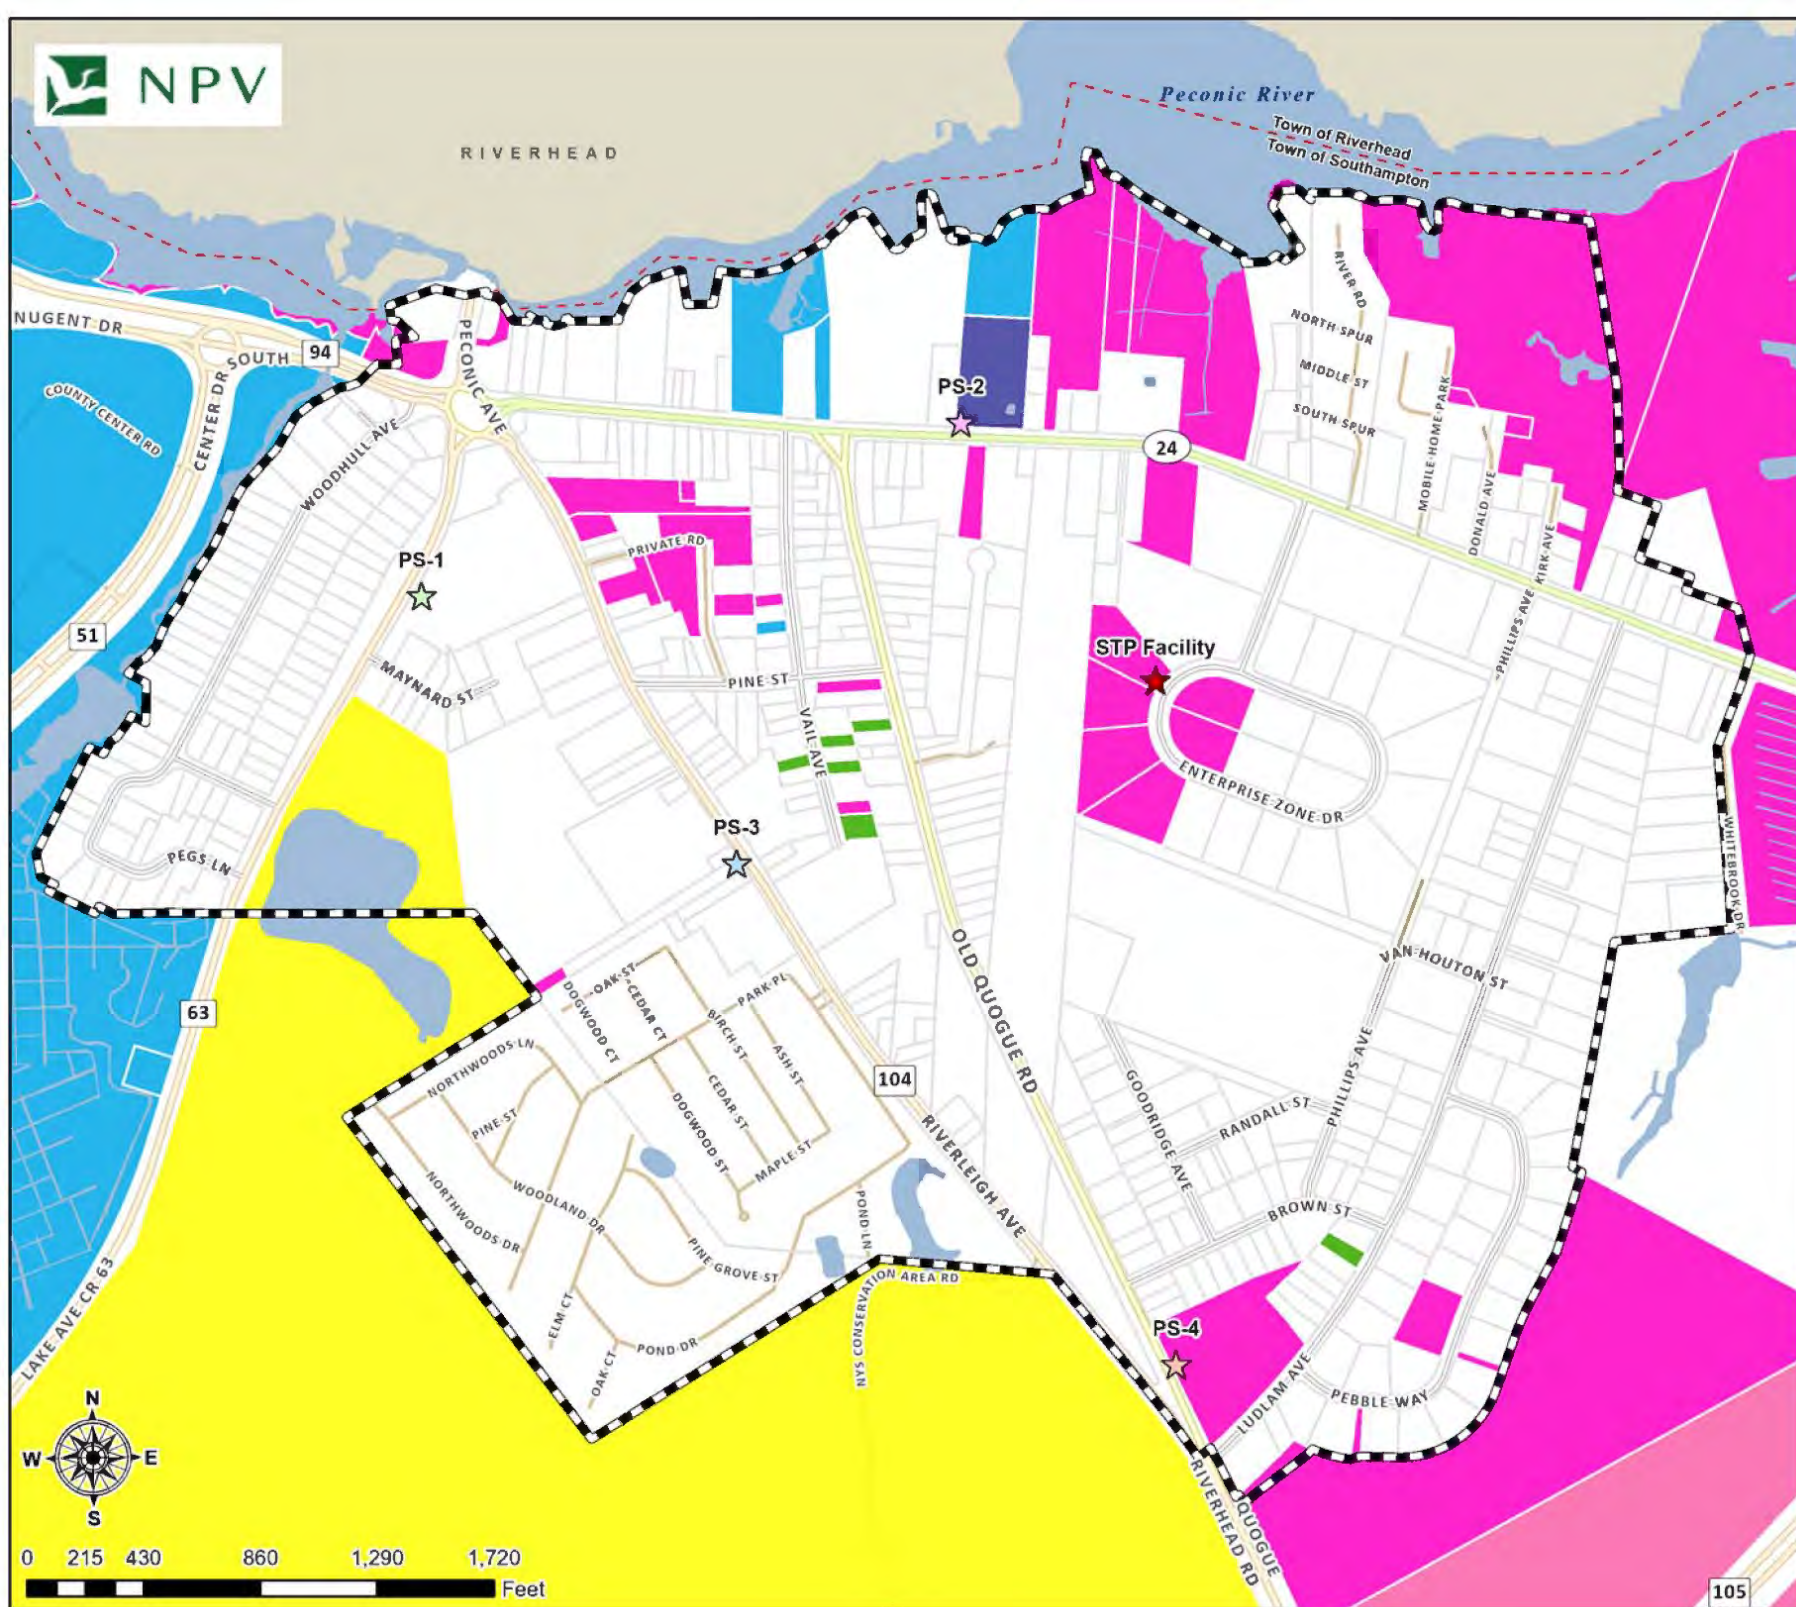 NPV
RIVERHEAD
Peconic River
Town of Riverhead
Town of Southampton
NUGENT DR
SOUTH
94
COUNTY CENTER RD
CENTER DR
PECONIC AVE
WOODHULL AVE
51
PS-1
MAYNARD ST
PEGS LN
PS-2
24
RIVER RD
NORTH SPUR
MIDDLE ST
SOUTH SPUR
MOBILE HOME PARK
DONALD AVE
KIRK AVE
PHILLIPS AVE
PRIVATE RD
PINE ST
VAIL AVE
STP Facility
ENTERPRISE ZONE DR
WHITEBROOK DR
PS-3
OLD QUOGUE RD
VAN HOUTON ST
63
OAK ST
DOGWOOD CT
CEDAR CT
PARK PL
BIRCH ST
ASH ST
NORTHWOODS LN
PINE ST
CEDAR ST
DOGWOOD ST
MAPLE ST
104
RIVERLEIGH AVE
GOODRIDGE AVE
RANDALL ST
PHILLIPS AVE
BROWN ST
NORTHWOODS DR
WOODLAND DR
PINE GROVE ST
POND LN
NYS CONSERVATION AREA RD
ELM CT
OAK CT
POND DR
LAKE AVE CR 63
PS-4
LUDLAM AVE
PEBBLE WAY
RIVERHEAD RD
QUOGUE
105
N
W
E
S
0 215 430 860 1,290 1,720
Feet